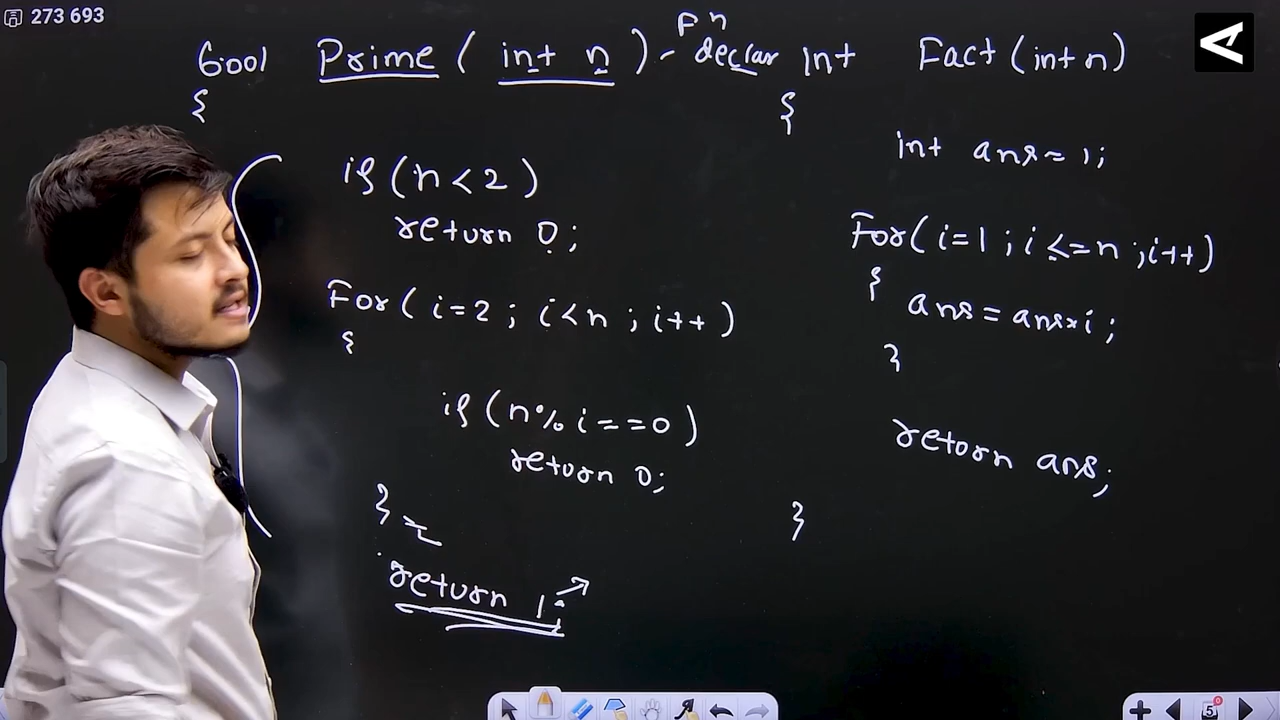 273 693
Fn
bool Prime ( int n ) - declar
{
if ( n < 2 )
return 0 ;
For ( i=2 ; i<n ; i++ )
{
if ( n % i == 0 )
return 0;
}
return 1;
int Fact ( int n )
{
int ans = 1;
For ( i=1 ; i <= n ; i++ )
{
ans = ans×i ;
}
return ans;
}
5